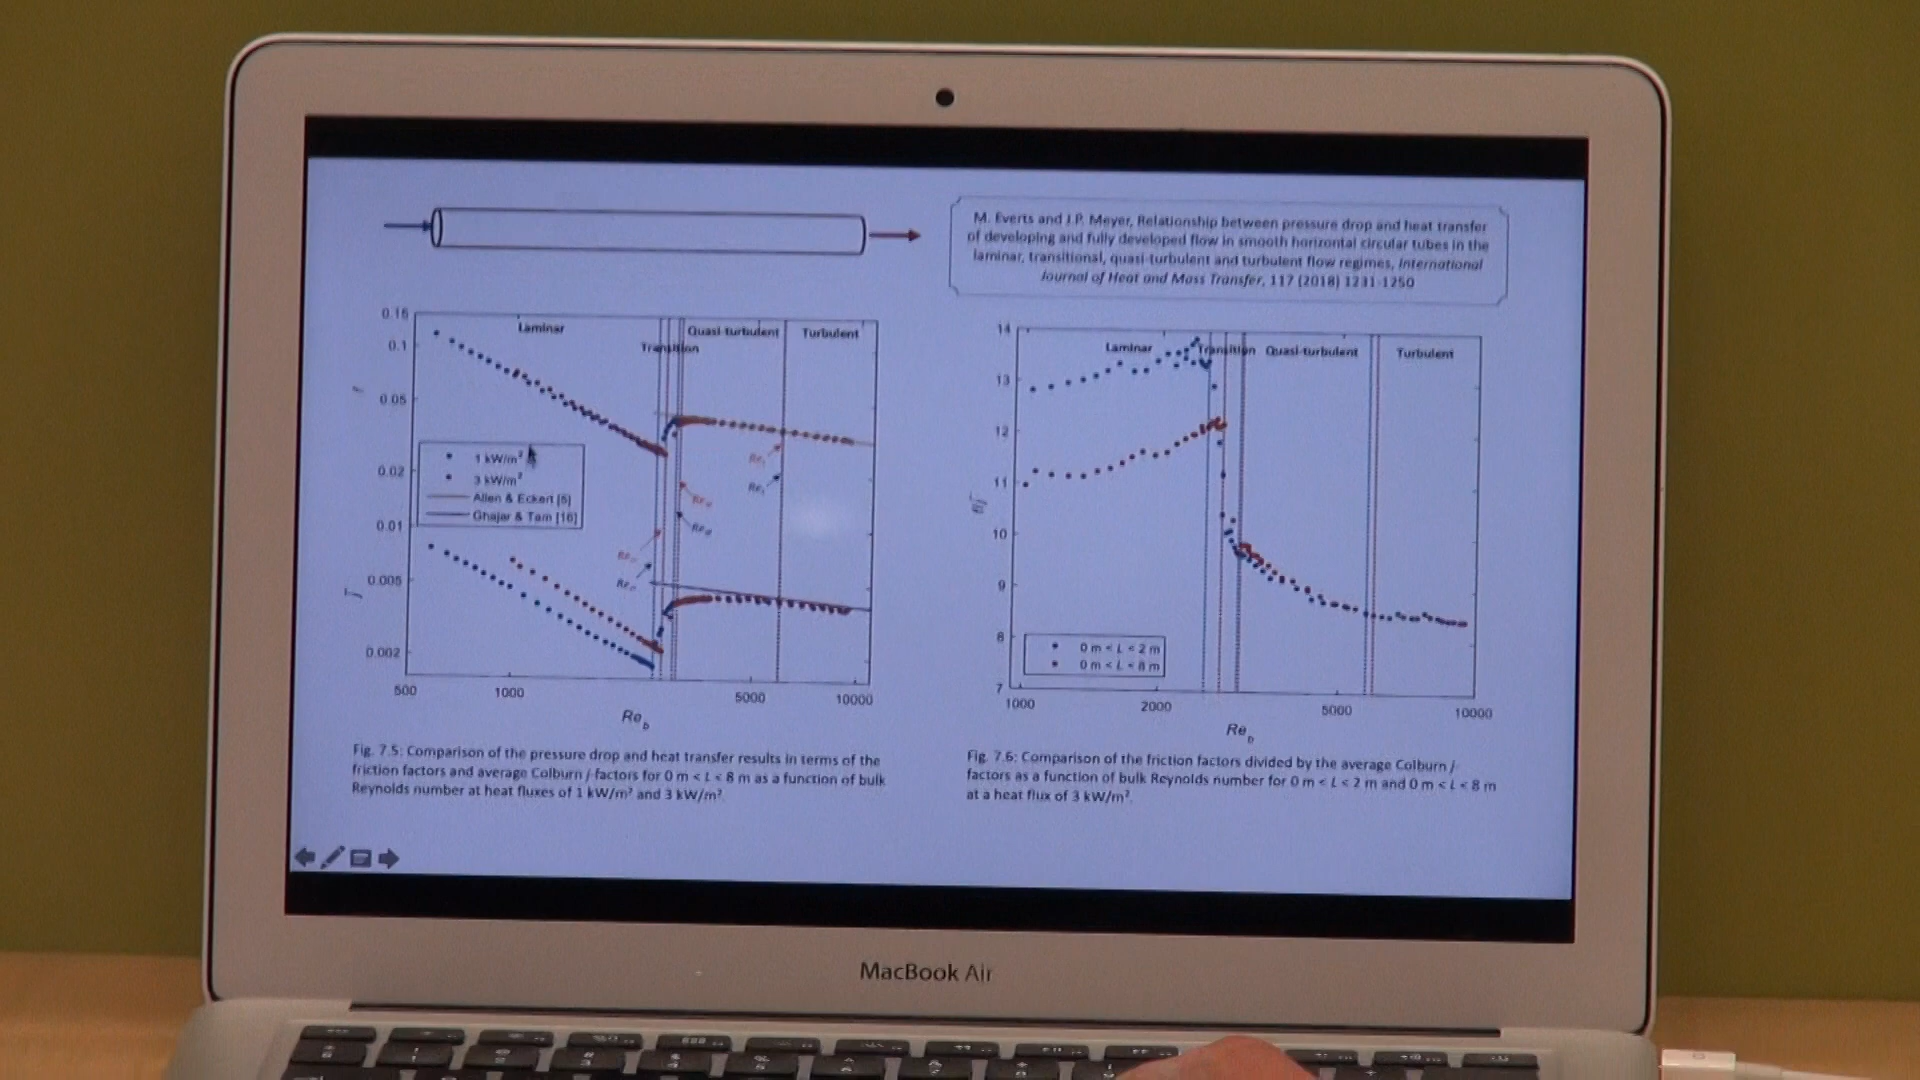 M. Everts and J.P. Meyer, Relationship between pressure drop and heat transfer
of developing and fully developed flow in smooth horizontal circular tubes in the
laminar, transitional, quasi-turbulent and turbulent flow regimes, International
Journal of Heat and Mass Transfer, 117 (2018) 1231-1250
Laminar
Transition
Quasi-turbulent
Turbulent
0.16
0.1
0.05
0.02
0.01
0.005
0.002
1 kW/m²
3 kW/m²
Allen & Eckert [5]
Ghajar & Tam [16]
500
1000
5000
10000
Re_b
Fig. 7.5: Comparison of the pressure drop and heat transfer results in terms of the
friction factors and average Colburn j-factors for 0 m < L < 8 m as a function of bulk
Reynolds number at heat fluxes of 1 kW/m² and 3 kW/m².
Laminar
Transition
Quasi-turbulent
Turbulent
14
13
12
11
10
9
8
7
0 m < L < 2 m
0 m < L < 8 m
1000
2000
5000
10000
Re_b
Fig. 7.6: Comparison of the friction factors divided by the average Colburn j-
factors as a function of bulk Reynolds number for 0 m < L < 2 m and 0 m < L < 8 m
at a heat flux of 3 kW/m².
MacBook Air